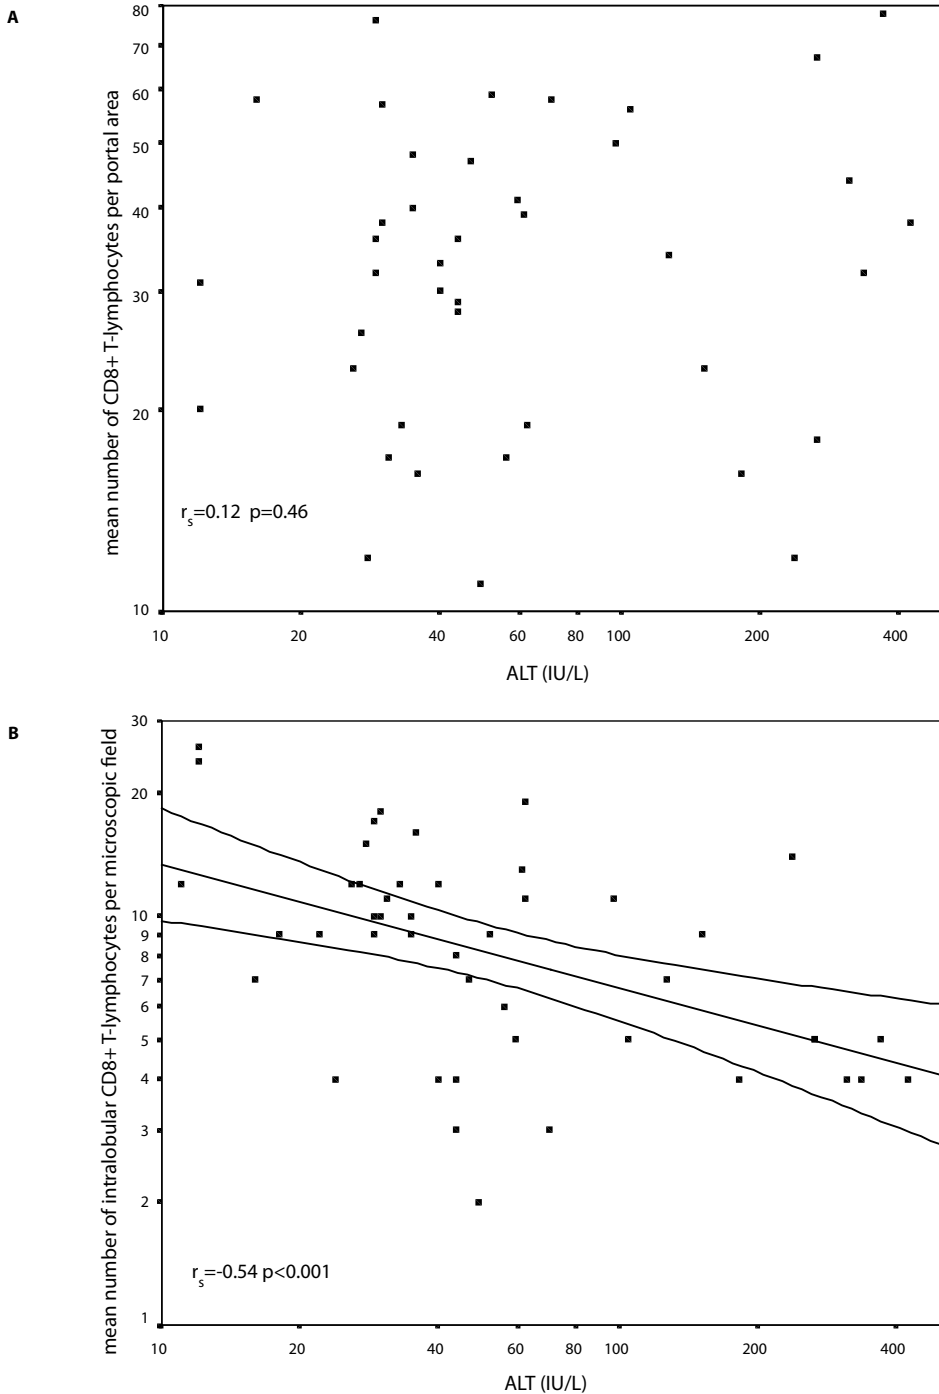 A
mean number of CD8+ T-lymphocytes per portal area
80
70
60
50
40
30
20
10
rs=0.12 p=0.46
10 20 40 60 80 100 200 400
ALT (IU/L)
B
mean number of intralobular CD8+ T-lymphocytes per microscopic field
30
20
10
9
8
7
6
5
4
3
2
1
rs=-0.54 p<0.001
10 20 40 60 80 100 200 400
ALT (IU/L)